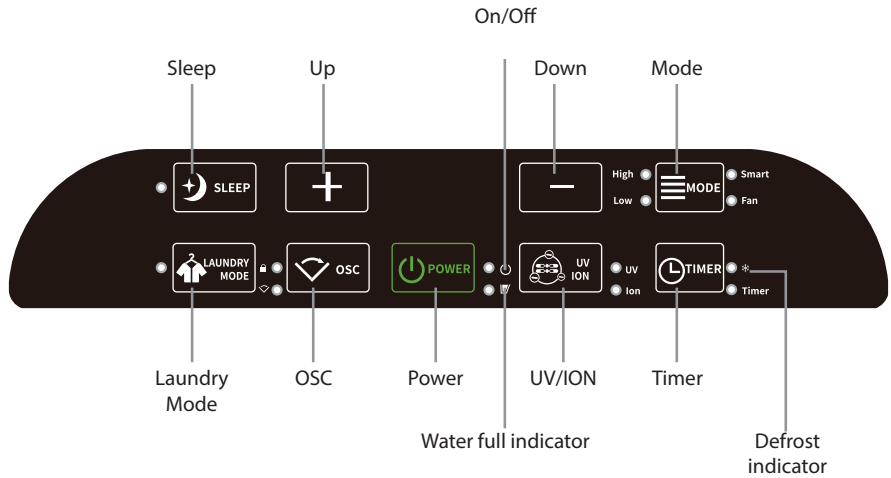 On/Off
Sleep
Up
Down
Mode
SLEEP
High
Low
MODE
Smart
Fan
LAUNDRY
MODE
OSC
POWER
UV
ION
UV
Ion
TIMER
Timer
Laundry
Mode
OSC
Power
UV/ION
Timer
Water full indicator
Defrost
indicator